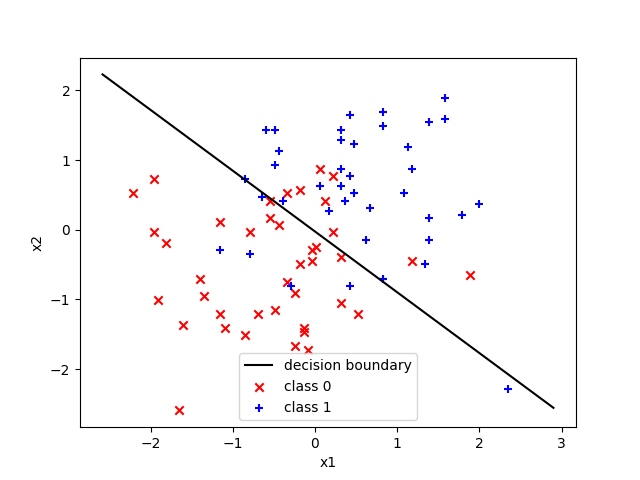 2
1
0
−1
−2
x2
−2
−1
0
1
2
3
x1
decision boundary
class 0
class 1